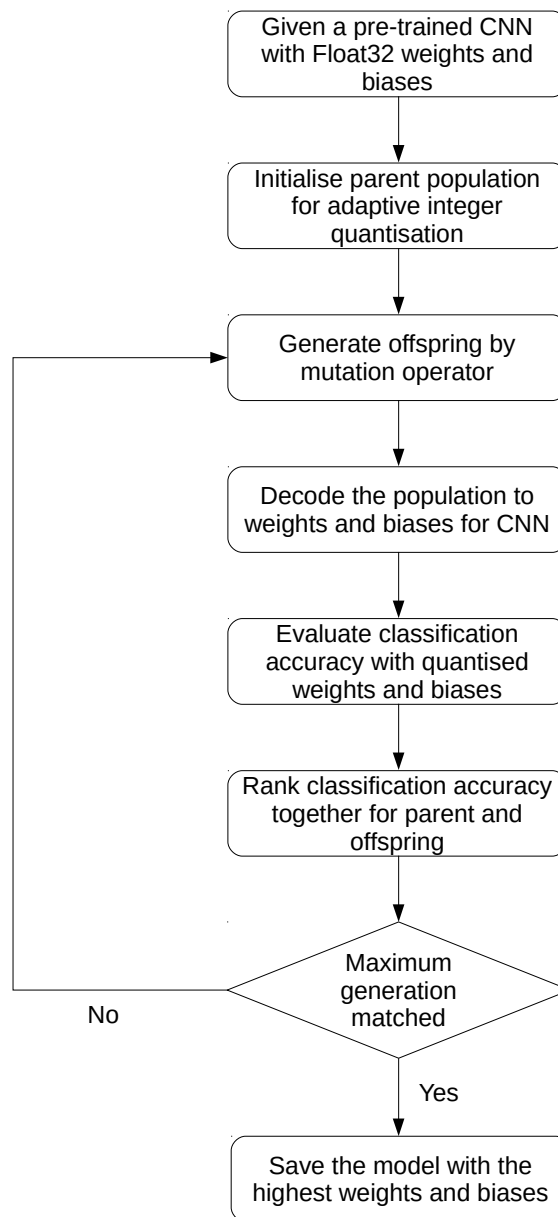 Given a pre-trained CNN
with Float32 weights and
biases
Initialise parent population
for adaptive integer
quantisation
Generate offspring by
mutation operator
Decode the population to
weights and biases for CNN
Evaluate classification
accuracy with quantised
weights and biases
Rank classification accuracy
together for parent and
offspring
Maximum
generation
matched
No
Yes
Save the model with the
highest weights and biases